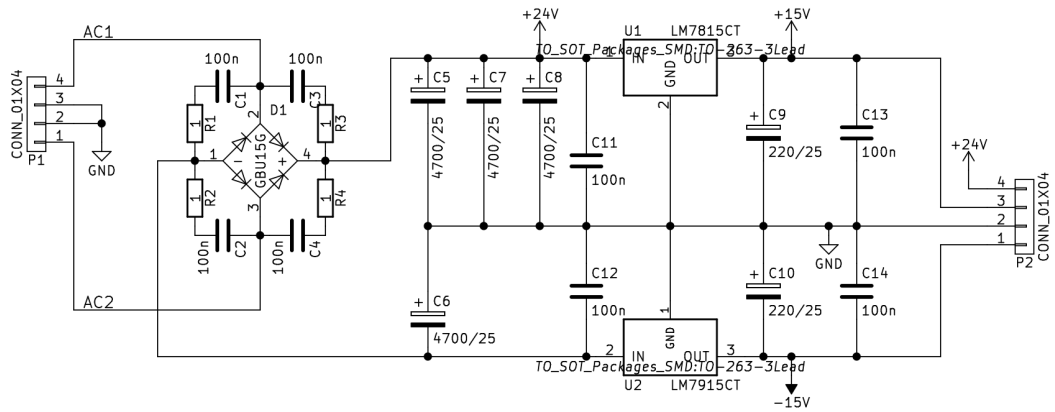 +24V
+15V
U1
LM7815CT
TO_SOT_Packages_SMD:TO-263-3Lead
1
IN
OUT
3
GND
2
AC1
100n
100n
C1
C3
CONN_01X04
4
3
2
1
P1
GND
1
R1
D1
2
1
R3
1
-
GBU15G
+
4
1
R2
3
1
R4
100n
C2
100n
C4
AC2
+
C5
4700/25
+
C7
4700/25
+
C8
4700/25
C11
100n
+
C9
220/25
C13
100n
+24V
4
3
2
1
CONN_01X04
P2
GND
+
C6
4700/25
C12
100n
+
C10
220/25
C14
100n
1
GND
2
IN
OUT
3
TO_SOT_Packages_SMD:TO-263-3Lead
U2
LM7915CT
-15V